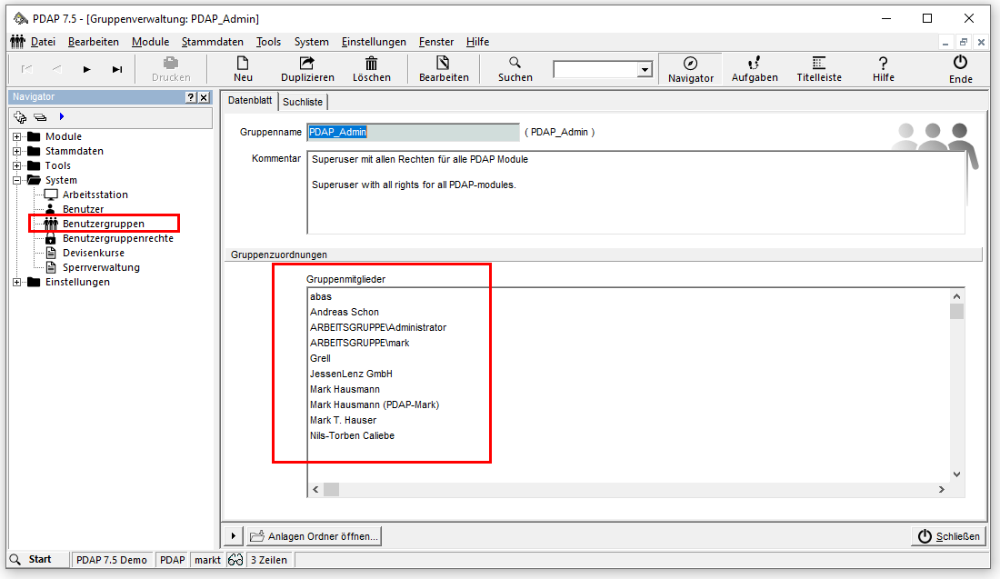 PDAP 7.5 - [Gruppenverwaltung: PDAP_Admin]
Datei Bearbeiten Module Stammdaten Tools System Einstellungen Fenster Hilfe
Drucken Neu Duplizieren Löschen Bearbeiten Suchen Navigator Aufgaben Titelleiste Hilfe Ende
Navigator
Module
Stammdaten
Tools
System
Arbeitsstation
Benutzer
Benutzergruppen
Benutzergruppenrechte
Devisenkurse
Sperrverwaltung
Einstellungen
Datenblatt Suchliste
Gruppenname PDAP_Admin ( PDAP_Admin )
Kommentar Superuser mit allen Rechten für alle PDAP Module
Superuser with all rights for all PDAP-modules.
Gruppenzuordnungen
Gruppenmitglieder
abas
Andreas Schon
ARBEITSGRUPPE\Administrator
ARBEITSGRUPPE\mark
Grell
JessenLenz GmbH
Mark Hausmann
Mark Hausmann (PDAP-Mark)
Mark T. Hauser
Nils-Torben Caliebe
Anlagen Ordner öffnen... Schließen
Start PDAP 7.5 Demo PDAP markt 3 Zeilen